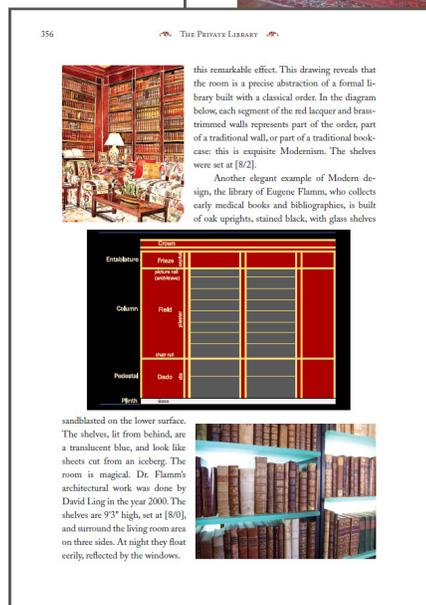 356
The Private Library
this remarkable effect. This drawing reveals that
the room is a precise abstraction of a formal li-
brary built with a classical order. In the diagram
below, each segment of the red lacquer and brass-
trimmed walls represents part of the order, part
of a traditional wall, or part of a traditional book-
case: this is exquisite Modernism. The shelves
were set at [8/2].
Another elegant example of Modern de-
sign, the library of Eugene Flamm, who collects
early medical books and bibliographies, is built
of oak uprights, stained black, with glass shelves
Crown
Entablature
Frieze
picture rail
(architrave)
Column
Field
pilaster
chair rail
Pedestal
Dado
die
Plinth
Base
sandblasted on the lower surface.
The shelves, lit from behind, are
a translucent blue, and look like
sheets cut from an iceberg. The
room is magical. Dr. Flamm's
architectural work was done by
David Ling in the year 2000. The
shelves are 9'3" high, set at [8/0],
and surround the living room area
on three sides. At night they float
eerily, reflected by the windows.